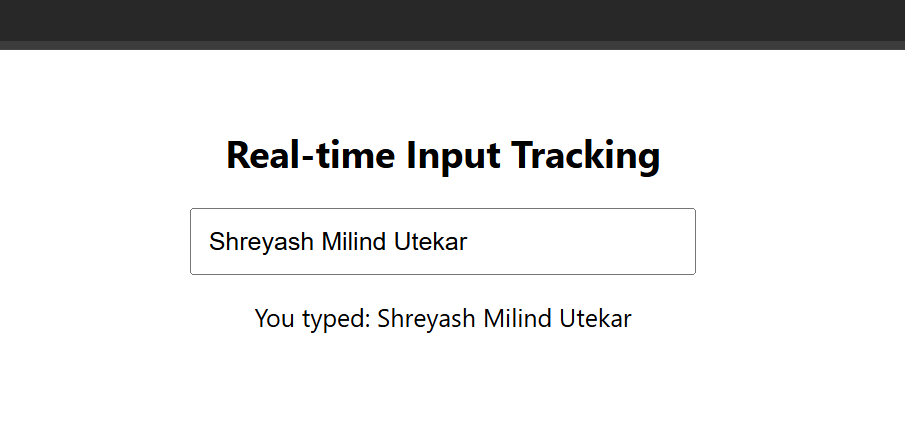 Real-time Input Tracking
Shreyash Milind Utekar
You typed: Shreyash Milind Utekar